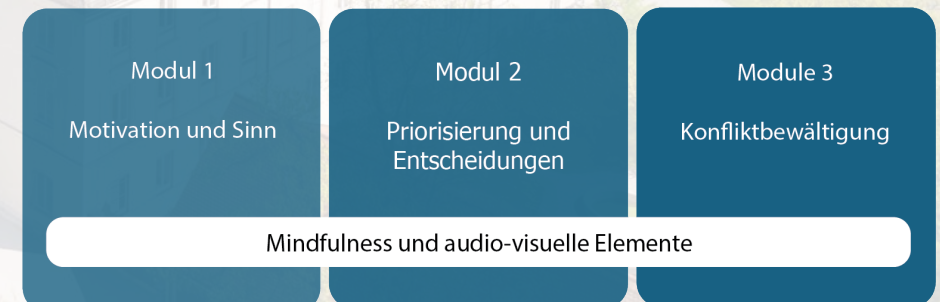 Modul 1
Motivation und Sinn
Modul 2
Priorisierung und
Entscheidungen
Module 3
Konfliktbewältigung
Mindfulness und audio-visuelle Elemente